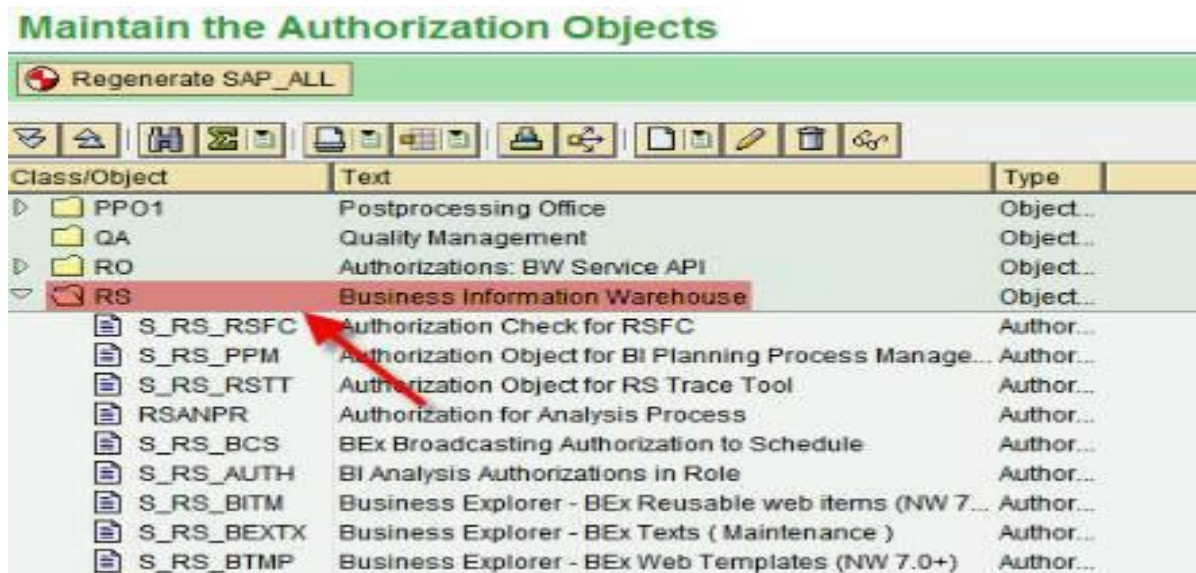 Maintain the Authorization Objects
Regenerate SAP_ALL
Class/Object Text Type
PPO1 Postprocessing Office Object...
QA Quality Management Object...
RO Authorizations: BW Service API Object...
RS Business Information Warehouse Object...
S_RS_RSFC Authorization Check for RSFC Author...
S_RS_PPM Authorization Object for BI Planning Process Manage... Author...
S_RS_RSTT Authorization Object for RS Trace Tool Author...
RSANPR Authorization for Analysis Process Author...
S_RS_BCS BEx Broadcasting Authorization to Schedule Author...
S_RS_AUTH BI Analysis Authorizations in Role Author...
S_RS_BITM Business Explorer - BEx Reusable web items (NW 7... Author...
S_RS_BEXTX Business Explorer - BEx Texts ( Maintenance ) Author...
S_RS_BTMP Business Explorer - BEx Web Templates (NW 7.0+) Author...